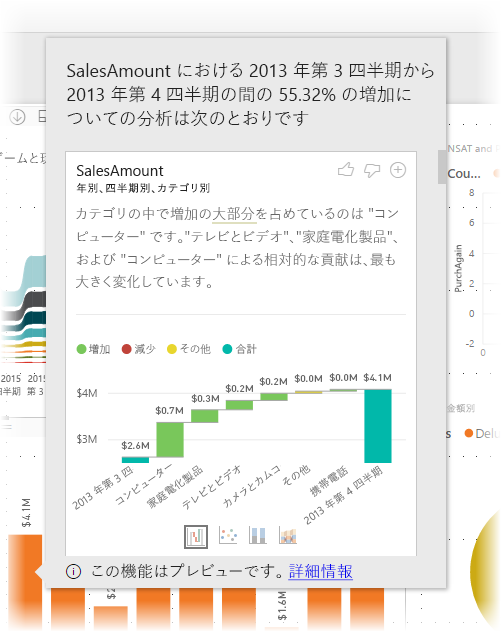 SalesAmount における 2013 年第 3 四半期から
2013 年第 4 四半期の間の 55.32% の増加に
ついての分析は次のとおりです
SalesAmount
年別、四半期別、カテゴリ別
カテゴリの中で増加の大部分を占めているのは "コン
ピューター" です。"テレビとビデオ"、"家庭電化製品"、
および "コンピューター" による相対的な貢献は、最も
大きく変化しています。
増加 減少 その他 合計
$4M
$3M
$2.6M
$0.7M
$0.3M
$0.2M
$0.2M
$0.0M
$0.0M
$4.1M
2013 年第 3 四
コンピューター
家庭電化製品
テレビとビデオ
カメラとカムコ
その他
携帯電話
2013 年第 4 四半期
この機能はプレビューです。 詳細情報
ームと
2015
2015
半期
第 3
$4.1M
$1.6M
NSAT and
Cou...
PurchAgain
8
6
4
2
0
-2
0
金額別
s
Delu